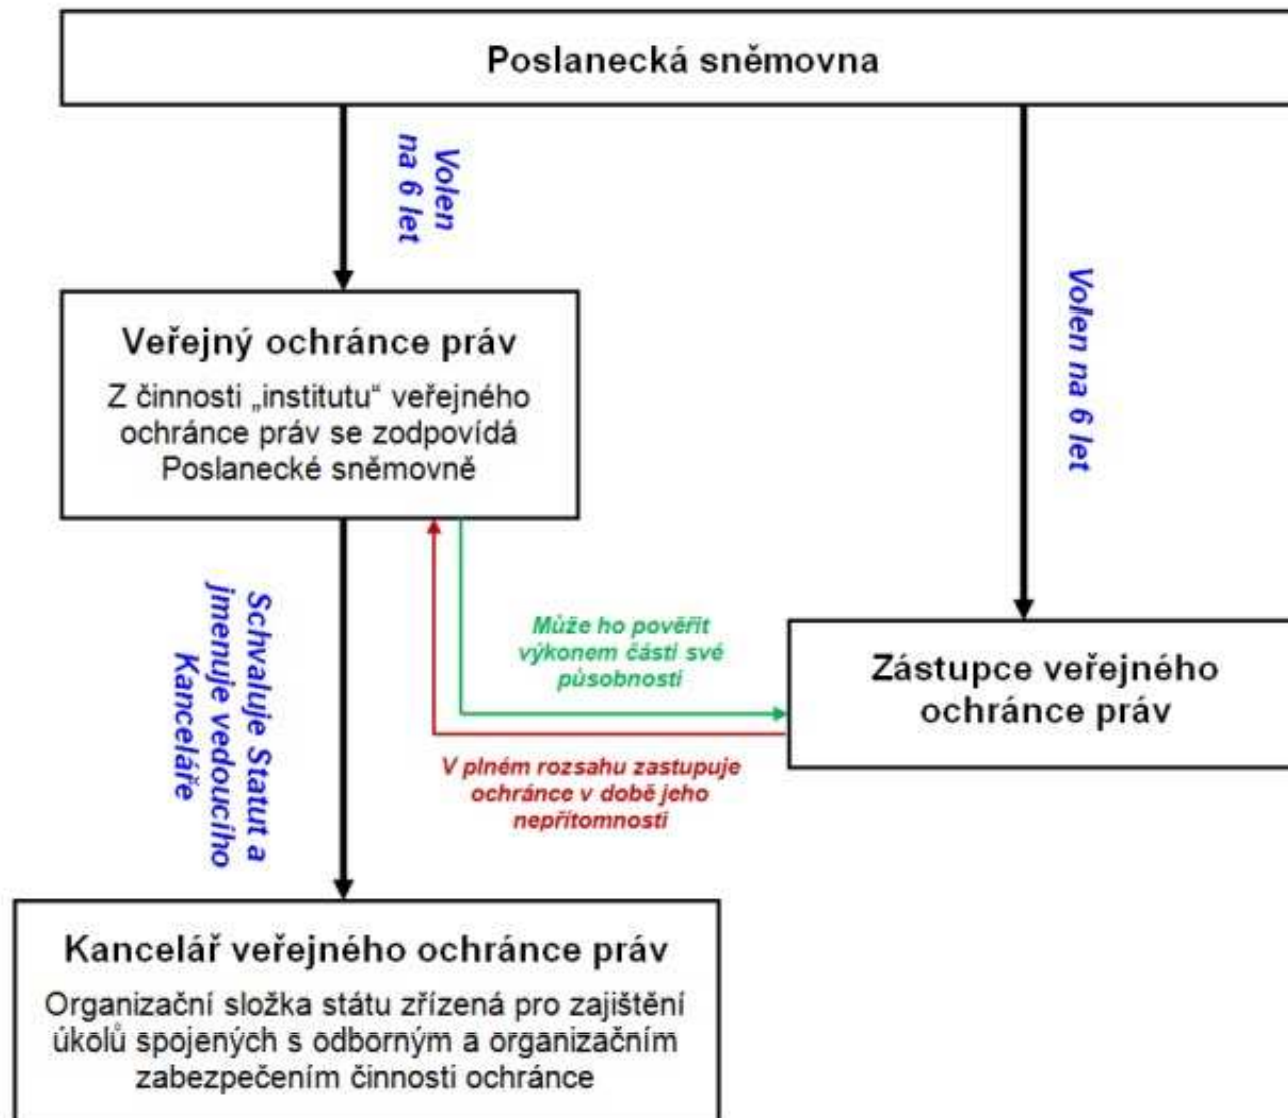 Poslanecká sněmovna
Volen
na 6 let
Volen na 6 let
Veřejný ochránce práv
Z činnosti „institutu“ veřejného
ochránce práv se zodpovídá
Poslanecké sněmovně
Schvaluje Statut a
jmenuje vedoucího
Kanceláře
Může ho pověřit
výkonem části své
působnosti
V plném rozsahu zastupuje
ochránce v době jeho
nepřítomnosti
Zástupce veřejného
ochránce práv
Kancelář veřejného ochránce práv
Organizační složka státu zřízená pro zajištění
úkolů spojených s odborným a organizačním
zabezpečením činnosti ochránce